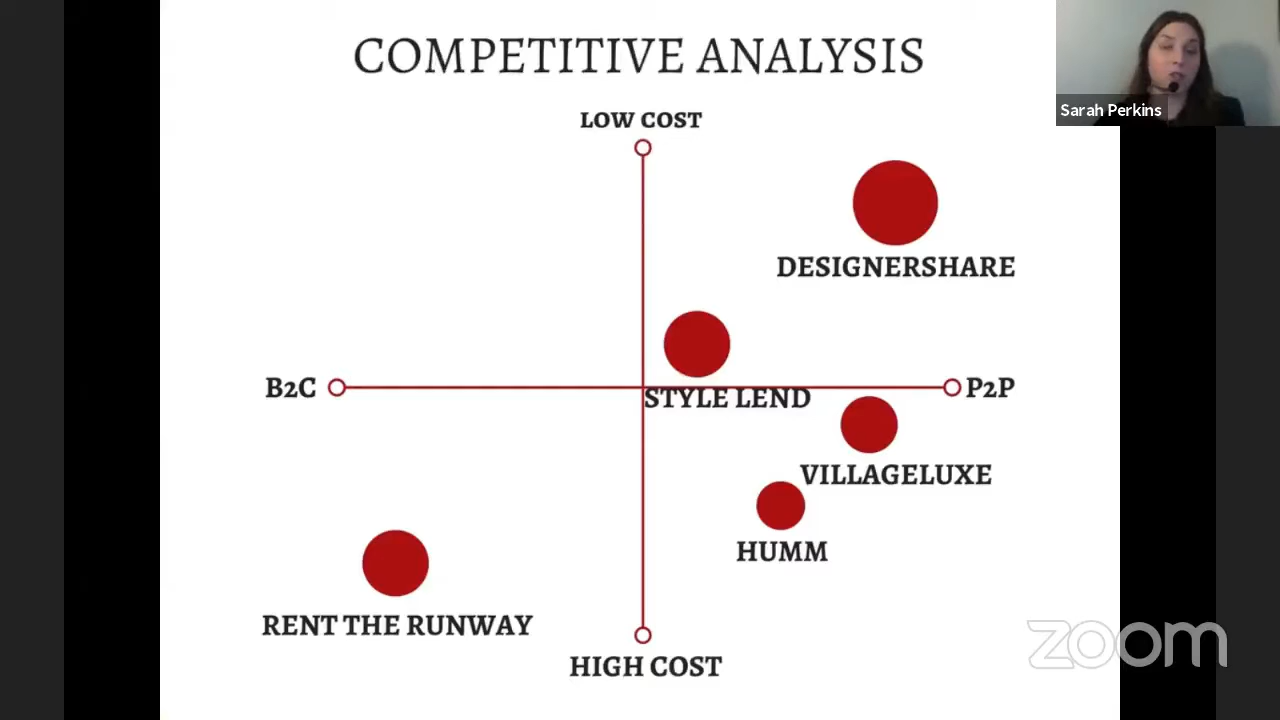 COMPETITIVE ANALYSIS
Sarah Perkins
LOW COST
DESIGNERSHARE
B2C
P2P
STYLE LEND
VILLAGELUXE
HUMM
RENT THE RUNWAY
HIGH COST
zoom